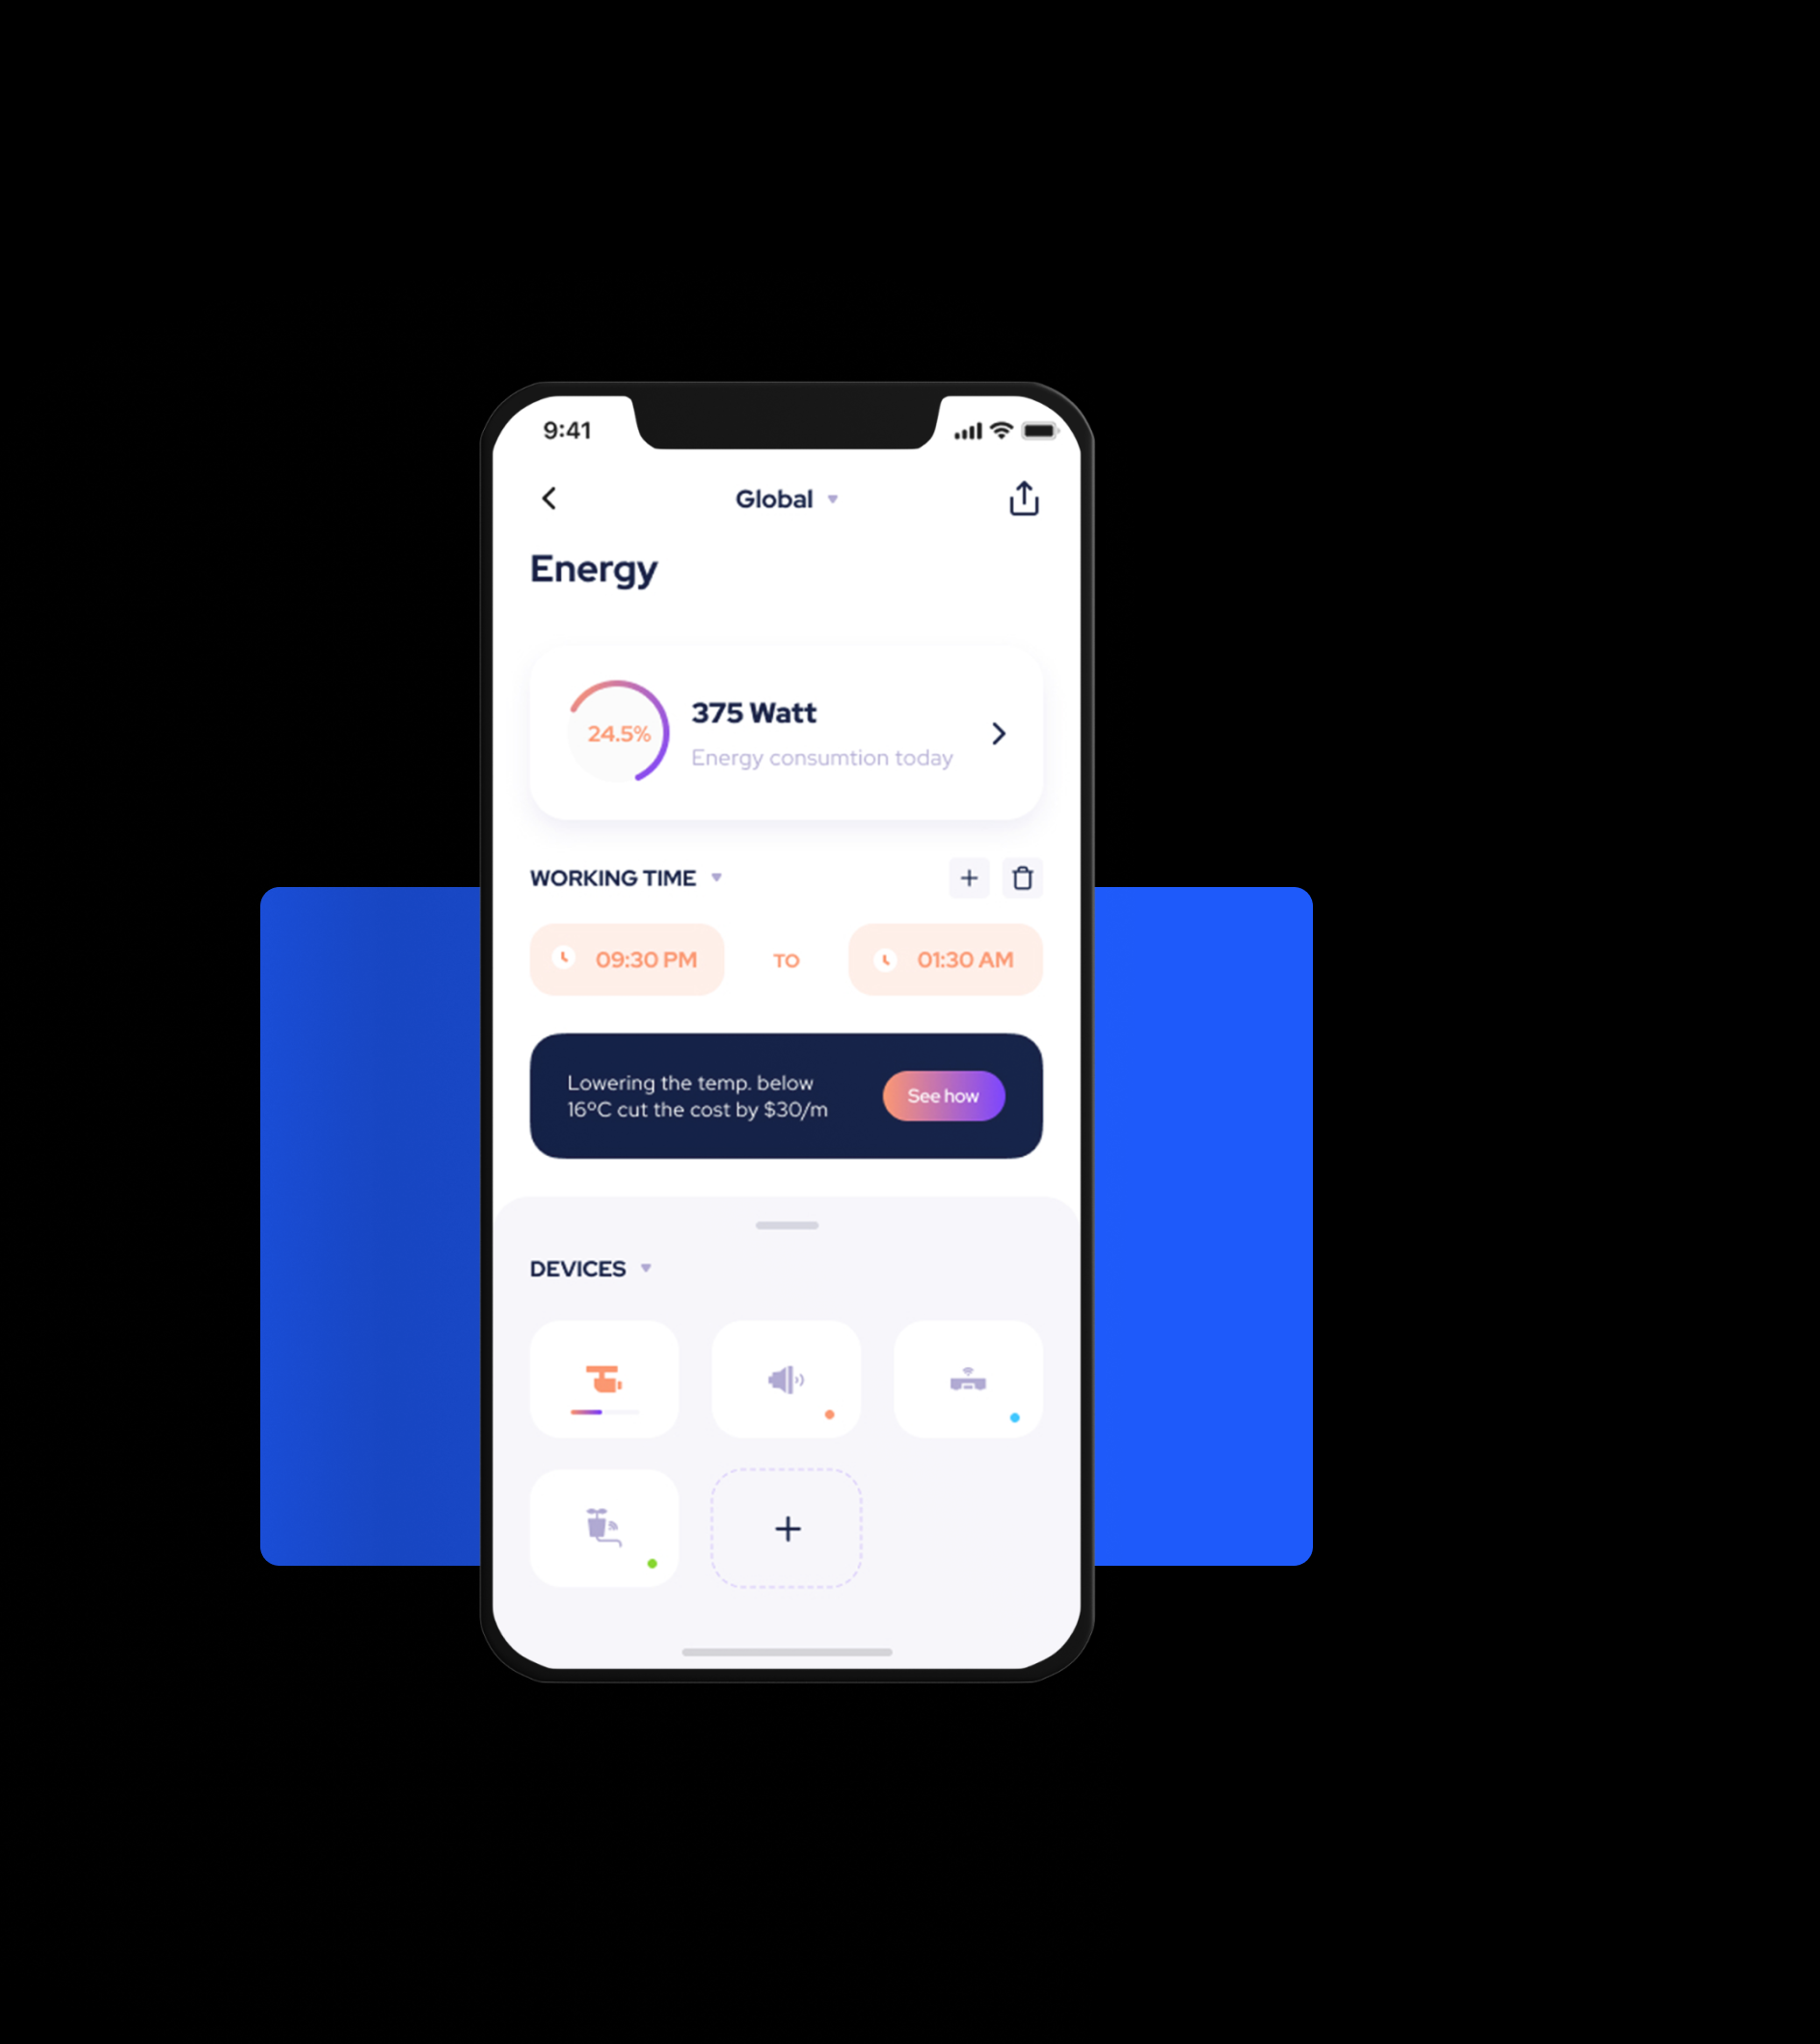 9:41
Global
Energy
24.5%
375 Watt
Energy consumtion today
WORKING TIME
09:30 PM
TO
01:30 AM
Lowering the temp. below
16ºC cut the cost by $30/m
See how
DEVICES